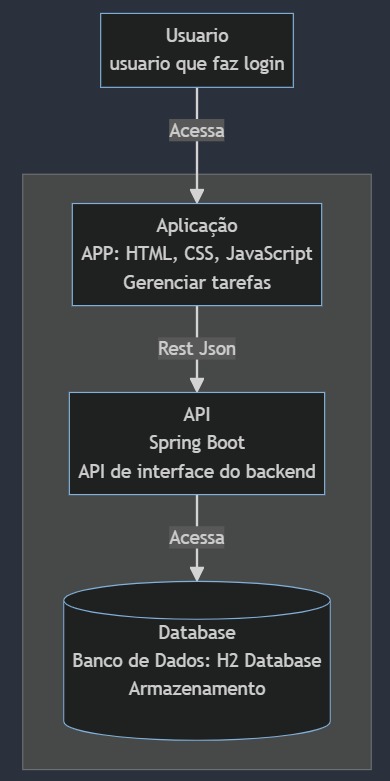 Usuario
usuario que faz login
Acessa
Aplicação
APP: HTML, CSS, JavaScript
Gerenciar tarefas
Rest Json
API
Spring Boot
API de interface do backend
Acessa
Database
Banco de Dados: H2 Database
Armazenamento